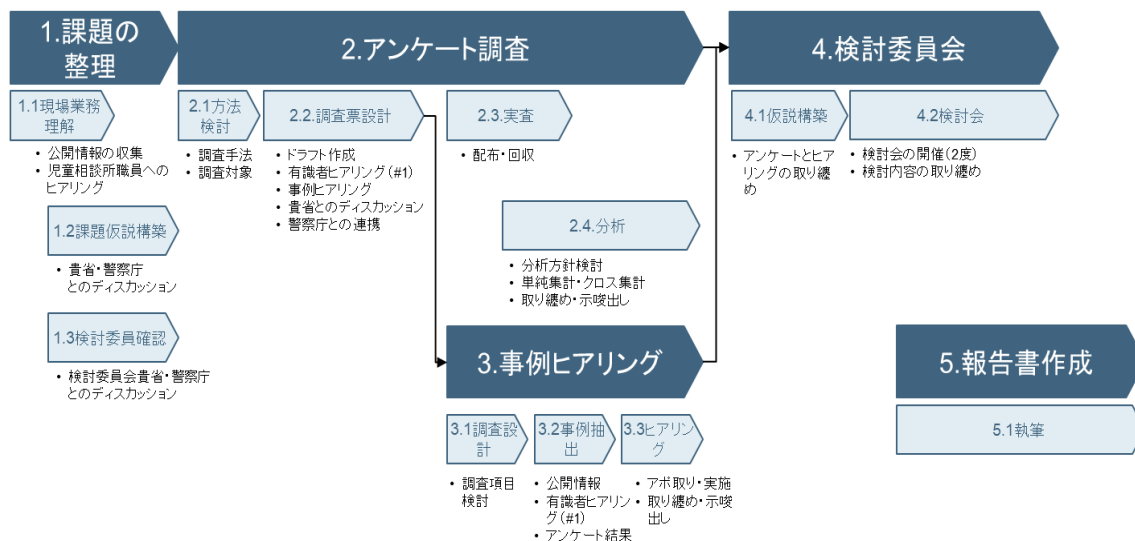 1.課題の
整理
1.1現場業務
理解
• 公開情報の収集
• 児童相談所職員への
ヒアリング
1.2課題仮説構築
• 貴省・警察庁
とのディスカッション
1.3検討委員確認
• 検討委員会貴省・警察庁
とのディスカッション
2.アンケート調査
2.1方法
検討
• 調査手法
• 調査対象
2.2.調査票設計
• ドラフト作成
• 有識者ヒアリング(#1)
• 事例ヒアリング
• 貴省とのディスカッション
• 警察庁との連携
2.3.実査
• 配布・回収
2.4.分析
• 分析方針検討
• 単純集計・クロス集計
• 取り纏め・示唆出し
3.事例ヒアリング
3.1調査設
計
• 調査項目
検討
3.2事例抽
出
• 公開情報
• 有識者ヒアリン
グ(#1)
• アンケート結果
3.3ヒアリン
グ
• アポ取り・実施
• 取り纏め・示唆
出し
4.検討委員会
4.1仮説構築
• アンケートとヒア
リングの取り纏
め
4.2検討会
• 検討会の開催(2度)
• 検討内容の取り纏め
5.報告書作成
5.1執筆